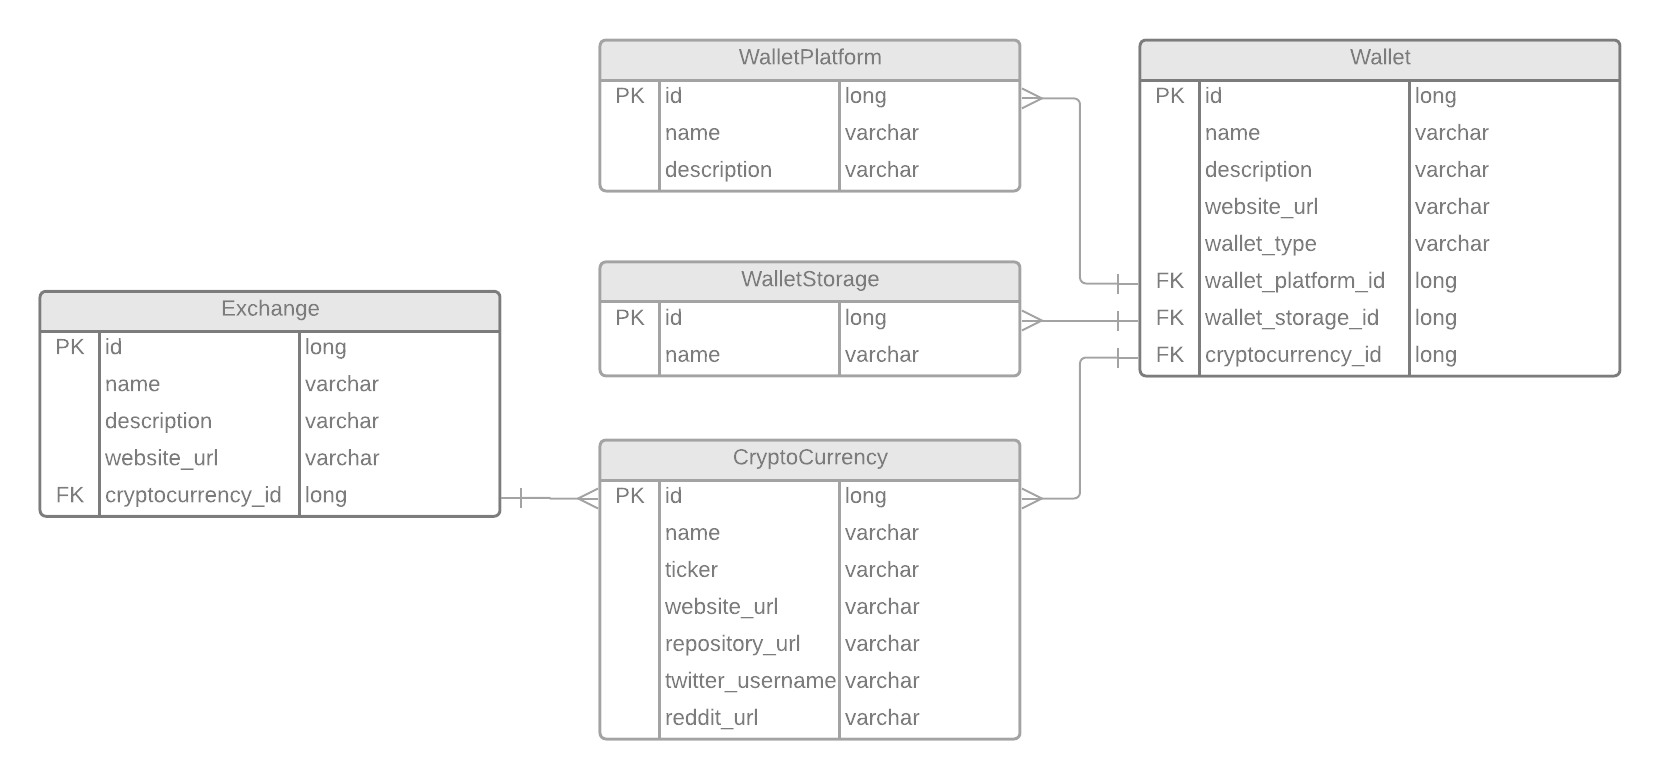 WalletPlatform
PK id long
name varchar
description varchar
Wallet
PK id long
name varchar
description varchar
website_url varchar
wallet_type varchar
FK wallet_platform_id long
FK wallet_storage_id long
FK cryptocurrency_id long
WalletStorage
PK id long
name varchar
Exchange
PK id long
name varchar
description varchar
website_url varchar
FK cryptocurrency_id long
CryptoCurrency
PK id long
name varchar
ticker varchar
website_url varchar
repository_url varchar
twitter_username varchar
reddit_url varchar